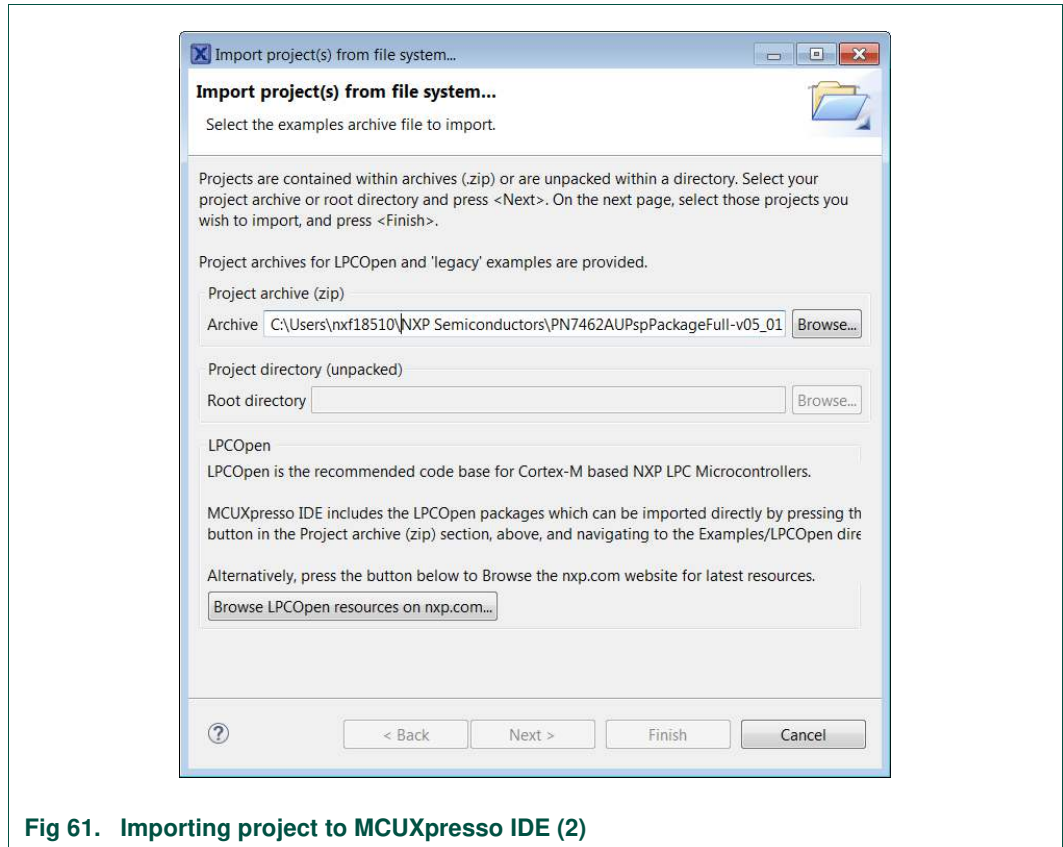 Import project(s) from file system...
Import project(s) from file system...
Select the examples archive file to import.
Projects are contained within archives (.zip) or are unpacked within a directory. Select your
project archive or root directory and press <Next>. On the next page, select those projects you
wish to import, and press <Finish>.
Project archives for LPCOpen and 'legacy' examples are provided.
Project archive (zip)
Archive C:\Users\nxf18510\NXP Semiconductors\PN7462AUPspPackageFull-v05_01 Browse...
Project directory (unpacked)
Root directory Browse...
LPCOpen
LPCOpen is the recommended code base for Cortex-M based NXP LPC Microcontrollers.
MCUXpresso IDE includes the LPCOpen packages which can be imported directly by pressing th
button in the Project archive (zip) section, above, and navigating to the Examples/LPCOpen dire
Alternatively, press the button below to Browse the nxp.com website for latest resources.
Browse LPCOpen resources on nxp.com...
? < Back Next > Finish Cancel
Fig 61. Importing project to MCUXpresso IDE (2)